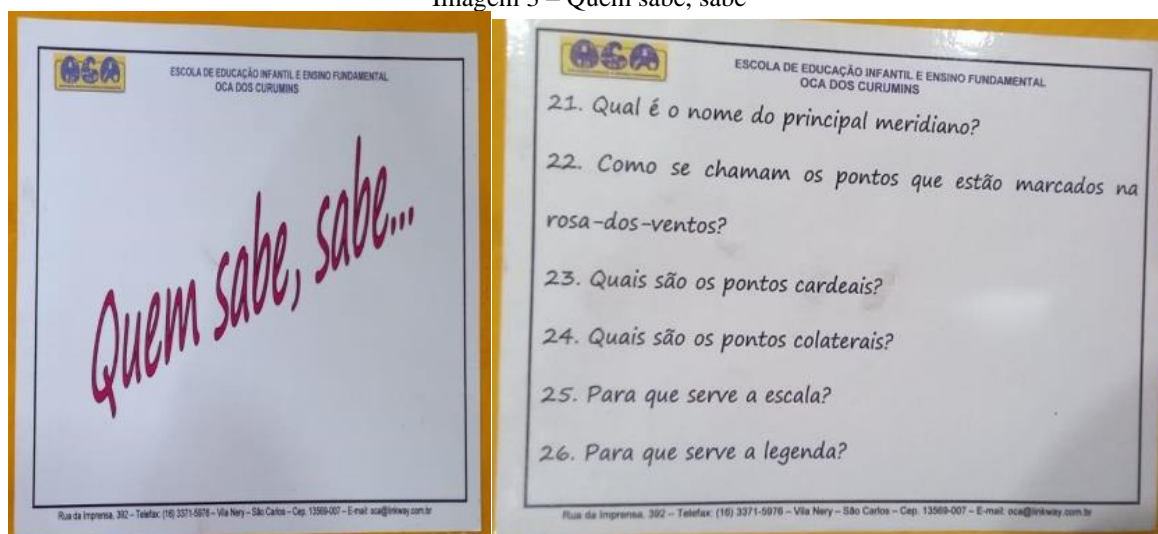 Imagem 3 – Quem sabe, sabe
OCA
ESCOLA DE EDUCAÇÃO INFANTIL E ENSINO FUNDAMENTAL
OCA DOS CURUMINS
Quem sabe, sabe...
Rua da Imprensa, 392 – Telefax: (16) 3371-5976 – Vila Nery – São Carlos – Cep. 13569-007 – E-mail: oca@linkway.com.br
OCA
ESCOLA DE EDUCAÇÃO INFANTIL E ENSINO FUNDAMENTAL
OCA DOS CURUMINS
21. Qual é o nome do principal meridiano?
22. Como se chamam os pontos que estão marcados na
rosa-dos-ventos?
23. Quais são os pontos cardeais?
24. Quais são os pontos colaterais?
25. Para que serve a escala?
26. Para que serve a legenda?
Rua da Imprensa, 392 – Telefax: (16) 3371-5976 – Vila Nery – São Carlos – Cep. 13569-007 – E-mail: oca@linkway.com.br